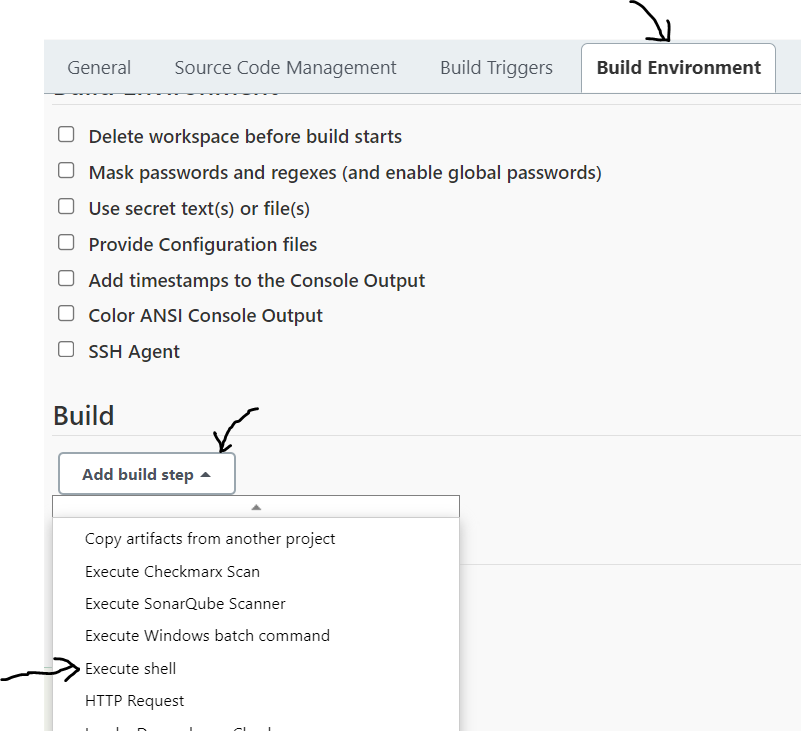 General Source Code Management Build Triggers Build Environment
Delete workspace before build starts
Mask passwords and regexes (and enable global passwords)
Use secret text(s) or file(s)
Provide Configuration files
Add timestamps to the Console Output
Color ANSI Console Output
SSH Agent
Build
Add build step
Copy artifacts from another project
Execute Checkmarx Scan
Execute SonarQube Scanner
Execute Windows batch command
Execute shell
HTTP Request